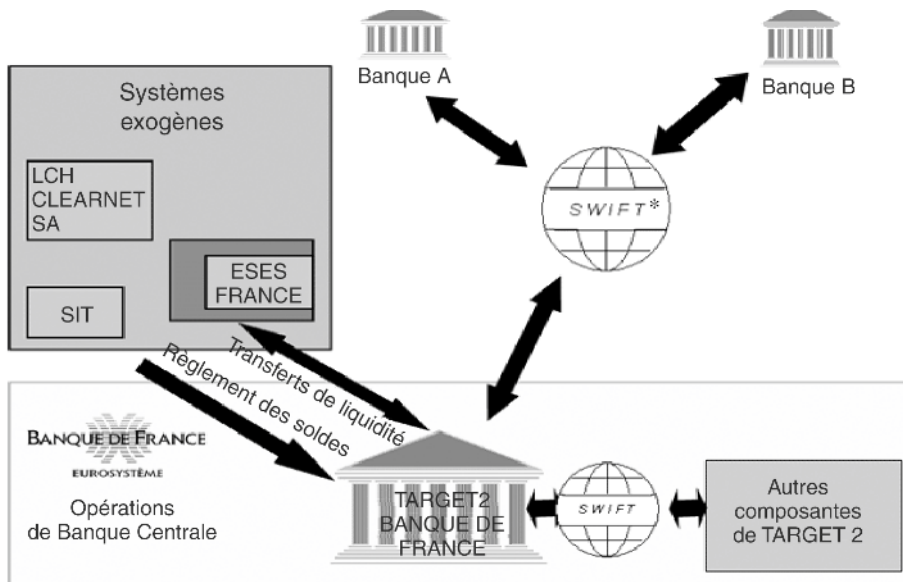 Banque A
Banque B
Systèmes
exogènes
LCH
CLEARNET
SA
ESES
FRANCE
SIT
SWIFT*
Transferts de liquidité
Règlement des soldes
BANQUE DE FRANCE
EUROSYSTÈME
Opérations
de Banque Centrale
TARGET2
BANQUE DE
FRANCE
SWIFT
Autres
composantes
de TARGET 2